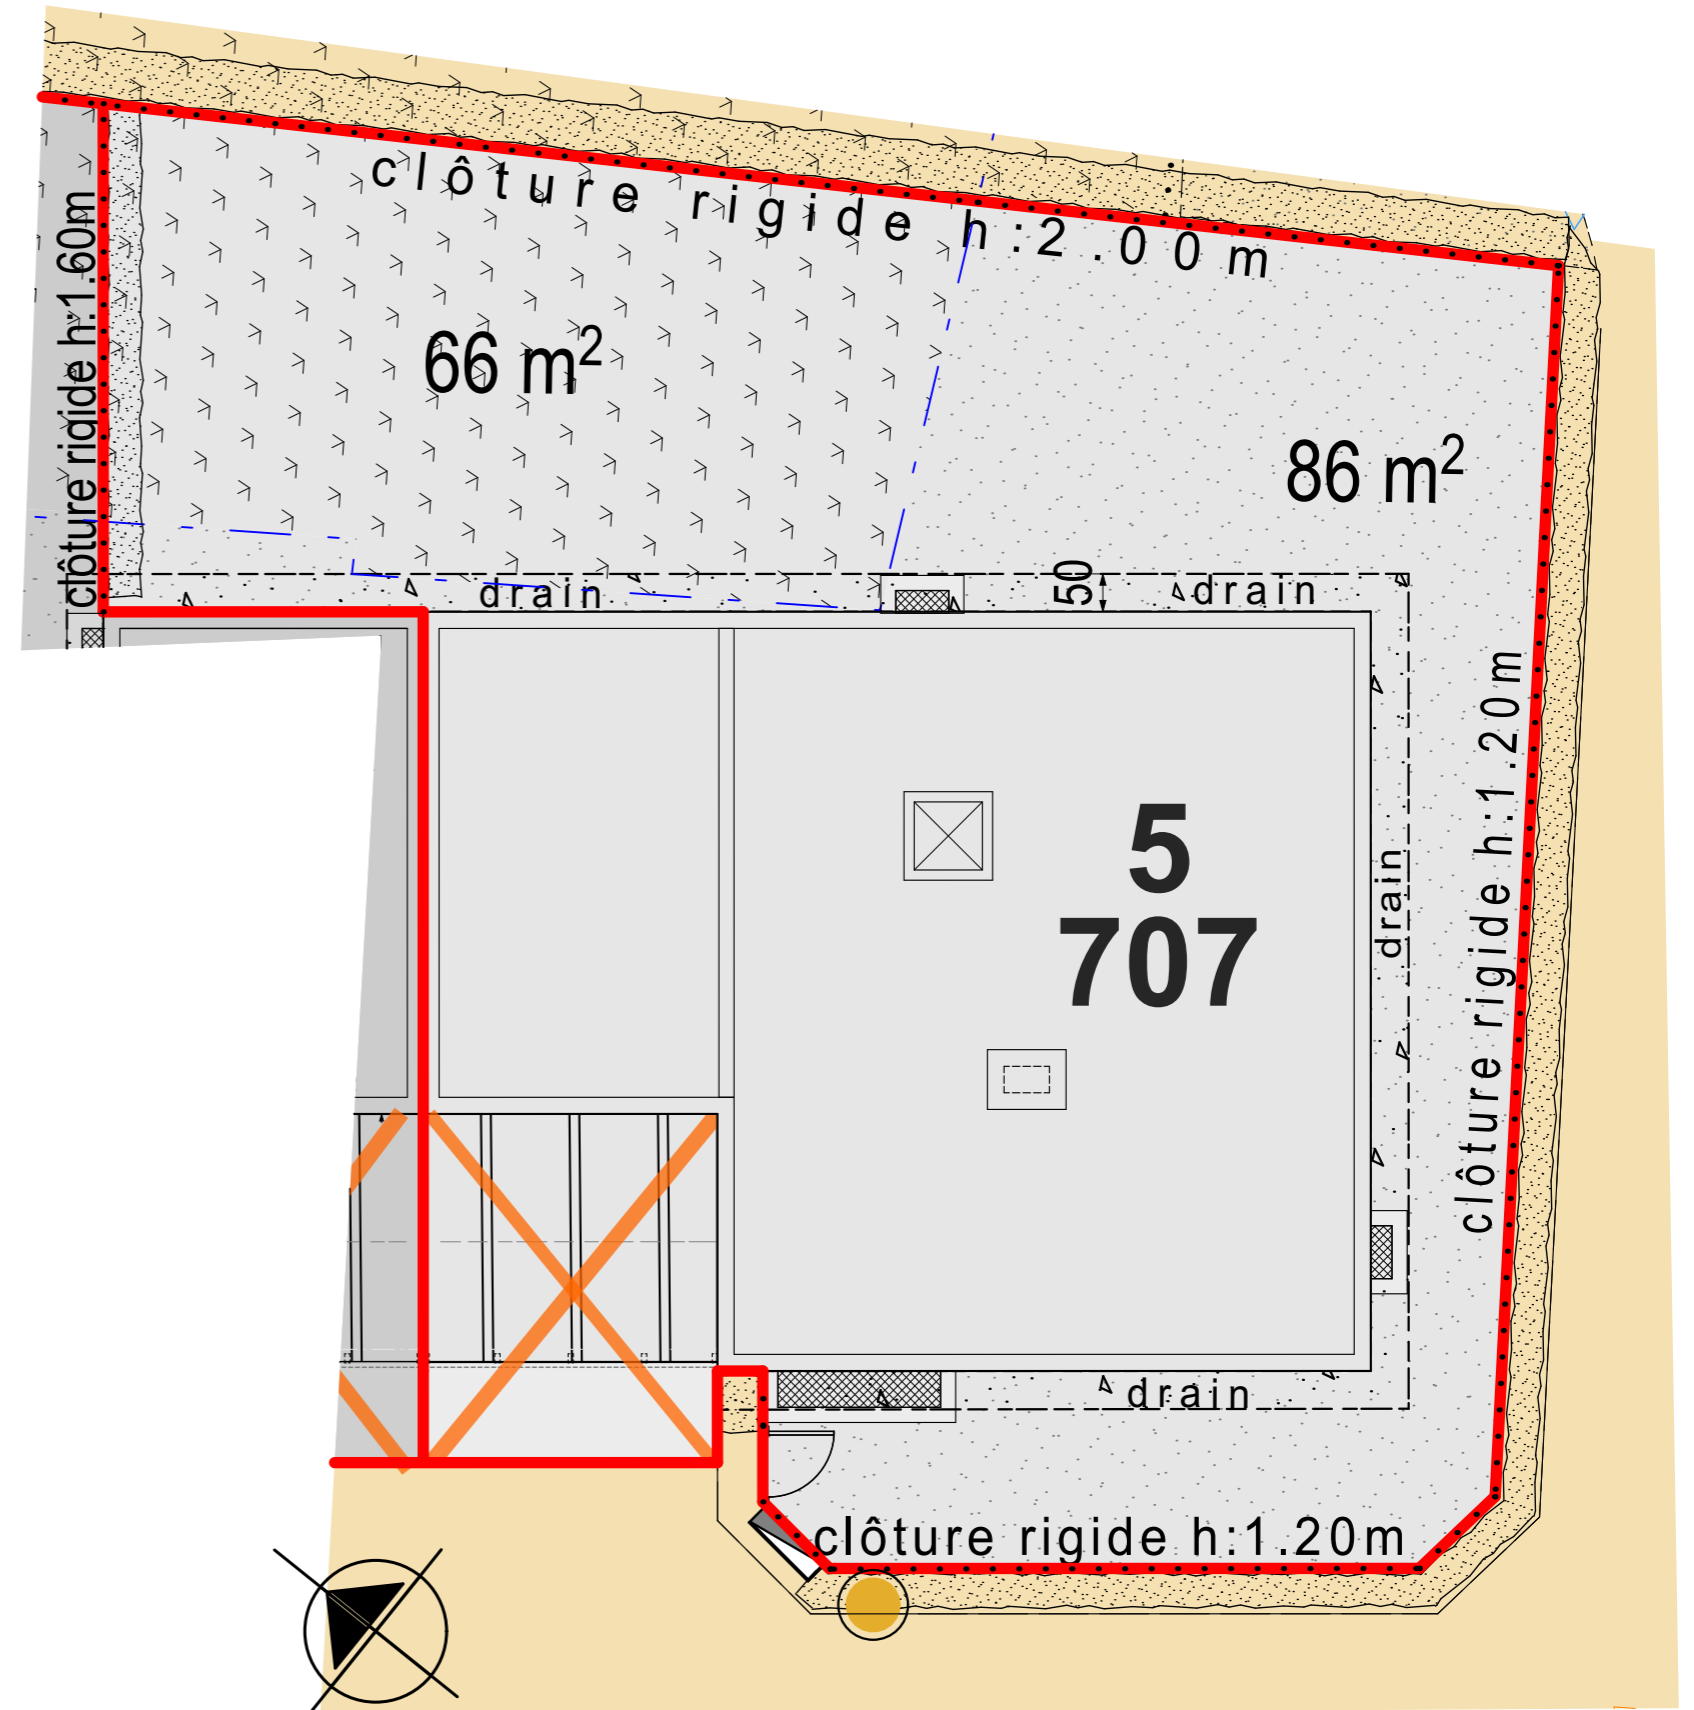 clôture rigide h:2.00m
clôture rigide h:1.60m
66 m²
86 m²
drain
50
drain
clôture rigide h:1.20m
5
707
drain
drain
clôture rigide h:1.20m